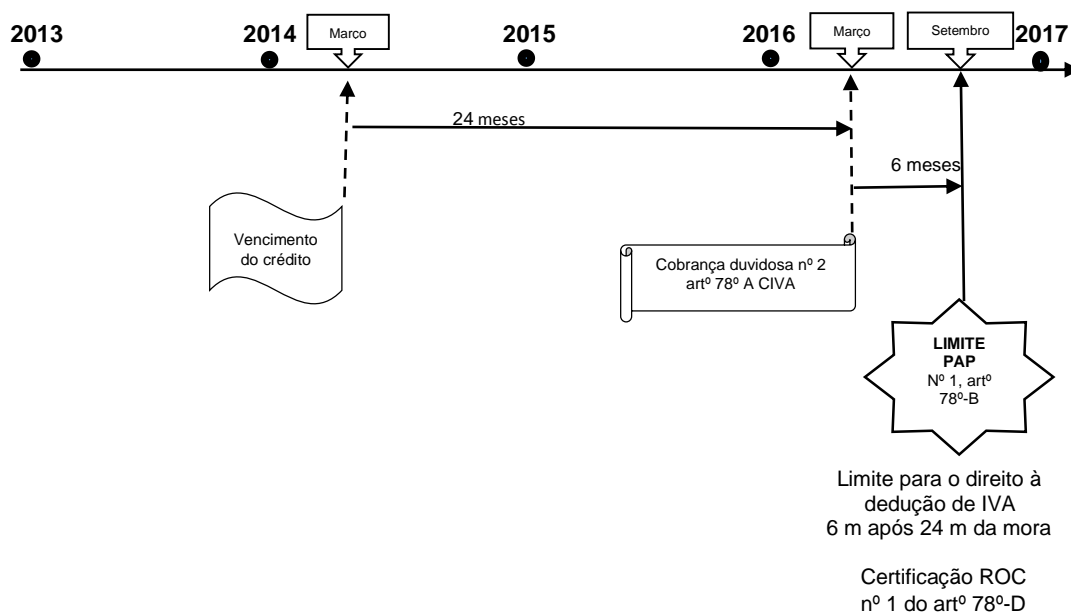 2013
2014
Março
2015
2016
Março
Setembro
2017
24 meses
6 meses
Vencimento
do crédito
Cobrança duvidosa nº 2
artº 78º A CIVA
LIMITE
PAP
Nº 1, artº
78º-B
Limite para o direito à
dedução de IVA
6 m após 24 m da mora
Certificação ROC
nº 1 do artº 78º-D